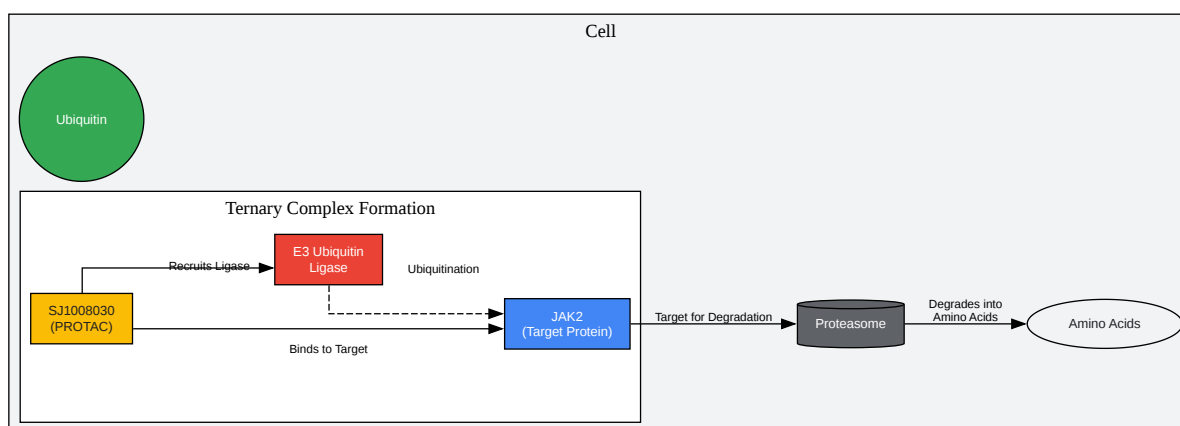 Cell
Ubiquitin
Ternary Complex Formation
E3 Ubiquitin
Ligase
Recruits Ligase
Ubiquitination
SJ1008030
(PROTAC)
JAK2
(Target Protein)
Binds to Target
Target for Degradation
Proteasome
Degrades into
Amino Acids
Amino Acids